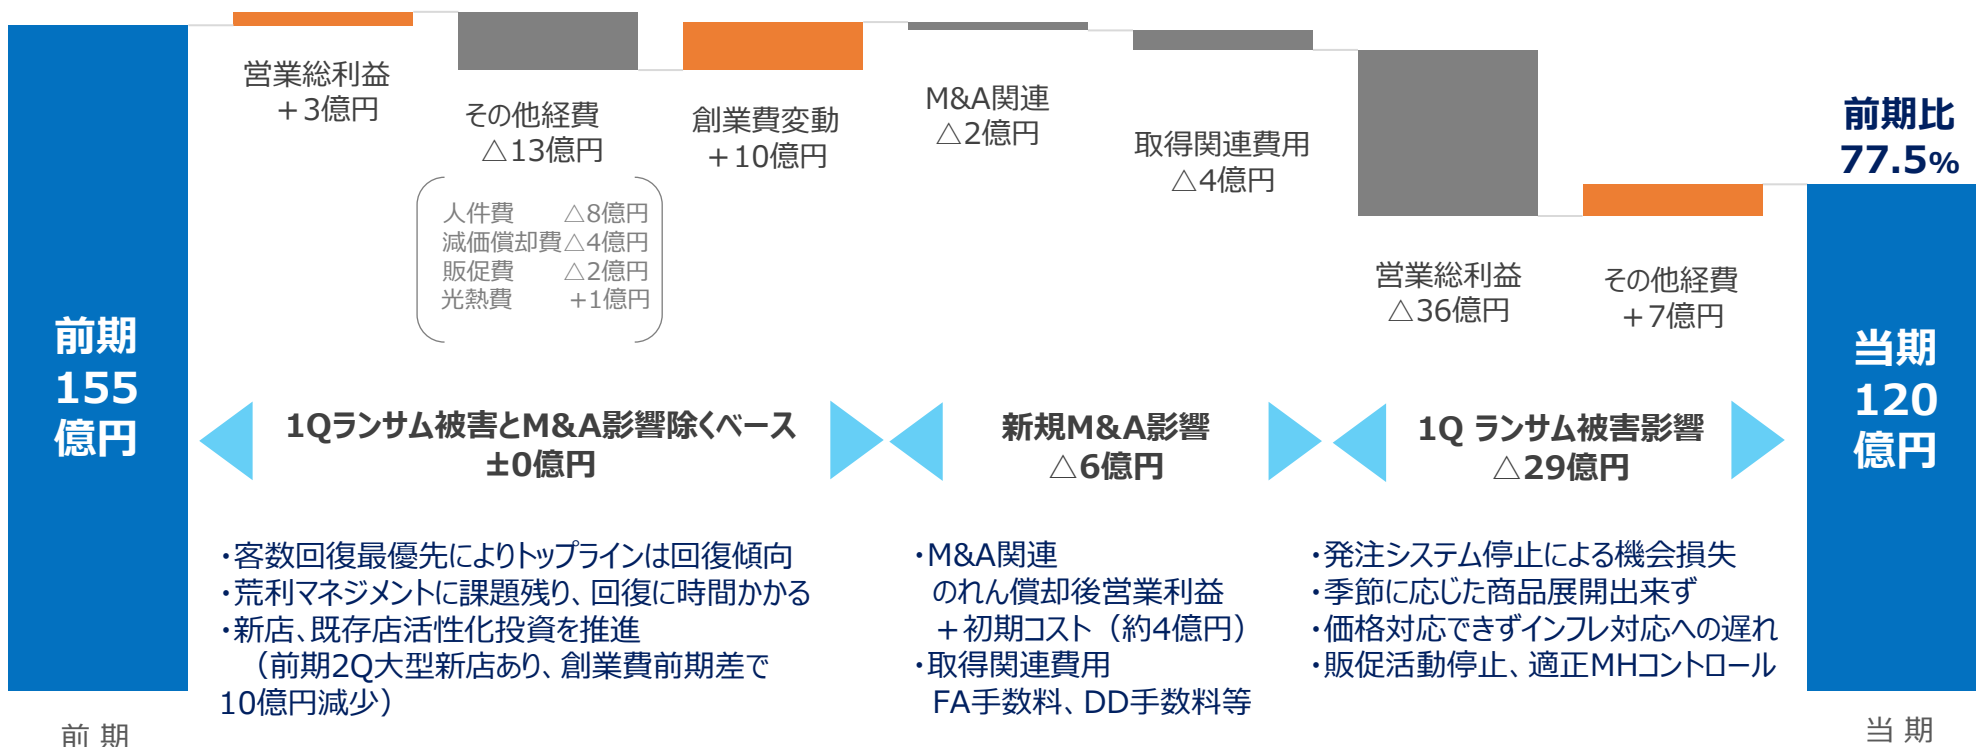 前期
155
億円
営業総利益
＋3億円
その他経費
△13億円
人件費 △8億円
減価償却費△4億円
販促費 △2億円
光熱費 +1億円
創業費変動
＋10億円
M&A関連
△2億円
取得関連費用
△4億円
営業総利益
△36億円
その他経費
＋7億円
前期比
77.5%
当期
120
億円
1Qランサム被害とM&A影響除くベース
±0億円
新規M&A影響
△6億円
1Q ランサム被害影響
△29億円
・客数回復最優先によりトップラインは回復傾向
・荒利マネジメントに課題残り、回復に時間かかる
・新店、既存店活性化投資を推進
（前期2Q大型新店あり、創業費前期差で
10億円減少）
・M&A関連
のれん償却後営業利益
＋初期コスト（約4億円）
・取得関連費用
FA手数料、DD手数料等
・発注システム停止による機会損失
・季節に応じた商品展開出来ず
・価格対応できずインフレ対応への遅れ
・販促活動停止、適正MHコントロール
前 期
当 期